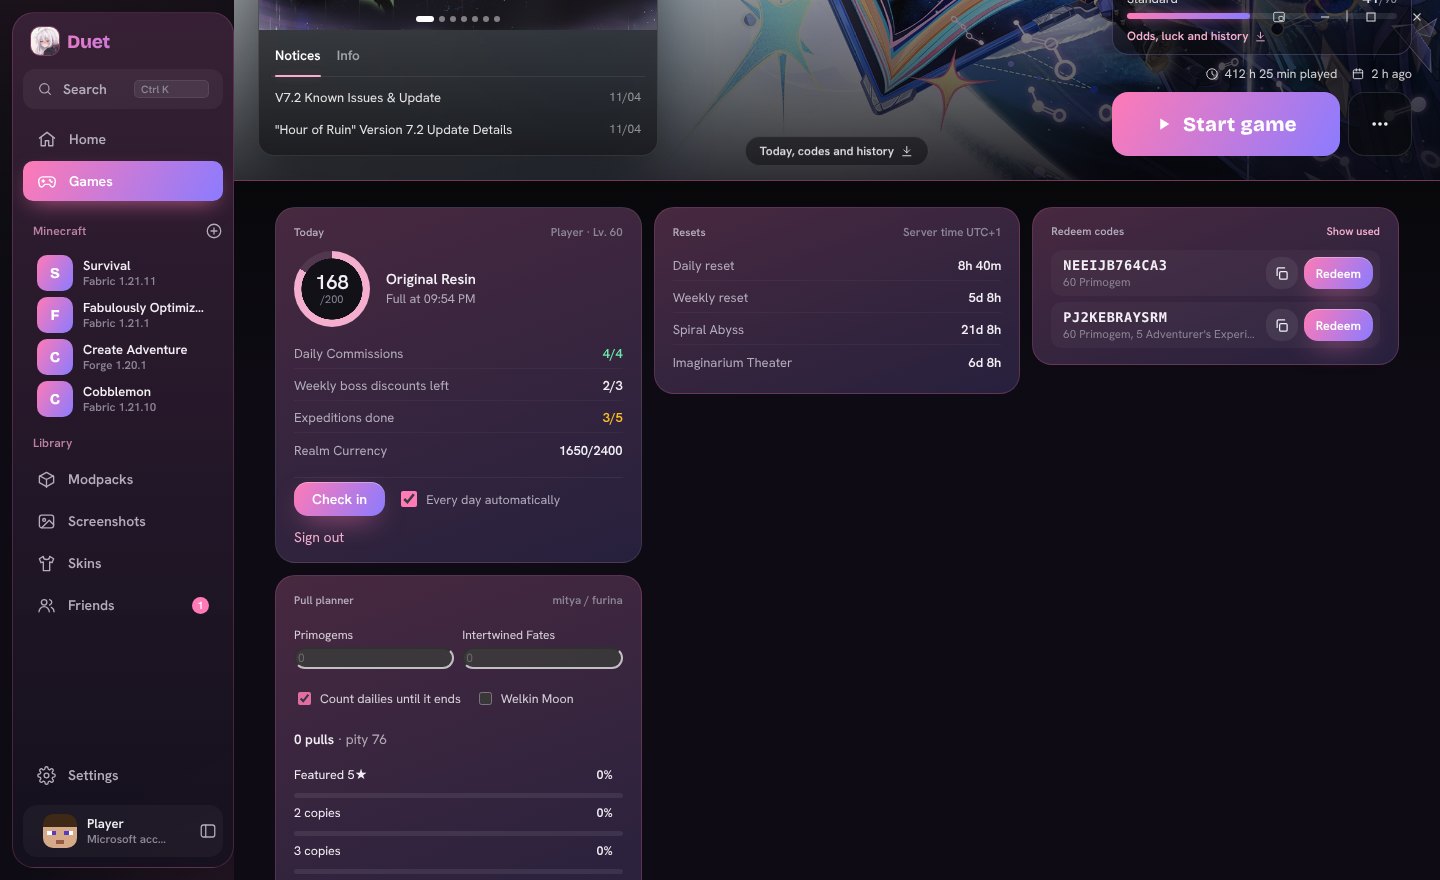 Duet
Search
Ctrl K
Home
Games
Minecraft
S
Survival
Fabric 1.21.11
F
Fabulously Optimiz...
Fabric 1.21.1
C
Create Adventure
Forge 1.20.1
C
Cobblemon
Fabric 1.21.10
Library
Modpacks
Screenshots
Skins
Friends
1
Settings
Player
Microsoft acc...
Notices
Info
V7.2 Known Issues & Update
11/04
"Hour of Ruin" Version 7.2 Update Details
11/04
Today, codes and history
Odds, luck and history
412 h 25 min played
2 h ago
Start game
Today
Player · Lv. 60
168
/200
Original Resin
Full at 09:54 PM
Daily Commissions
4/4
Weekly boss discounts left
2/3
Expeditions done
3/5
Realm Currency
1650/2400
Check in
Every day automatically
Sign out
Pull planner
mitya / furina
Primogems
Intertwined Fates
0
0
Count dailies until it ends
Welkin Moon
0 pulls · pity 76
Featured 5★
0%
2 copies
0%
3 copies
0%
Resets
Server time UTC+1
Daily reset
8h 40m
Weekly reset
5d 8h
Spiral Abyss
21d 8h
Imaginarium Theater
6d 8h
Redeem codes
Show used
NEEIJB764CA3
60 Primogem
Redeem
PJ2KEBRAYSRM
60 Primogem, 5 Adventurer's Experi...
Redeem